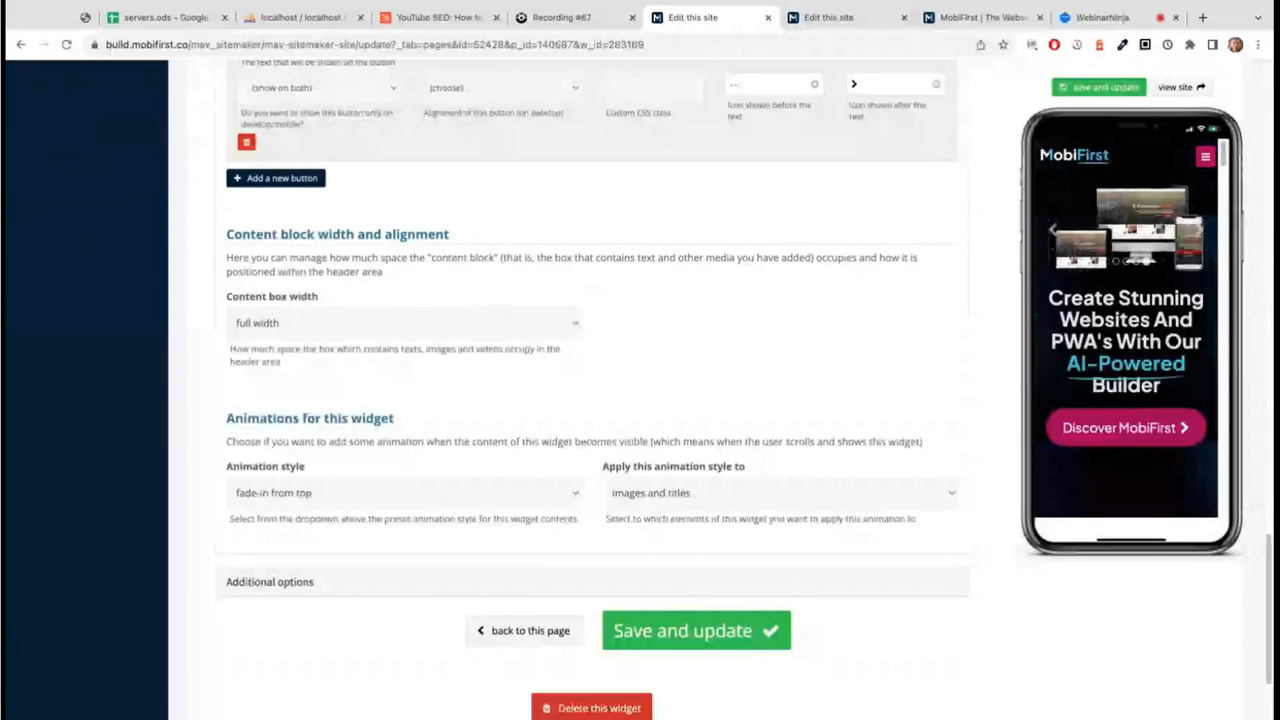 servers.ods - Google
localhost / localhost
YouTube SEO: How to
Recording #67
Edit this site
Edit this site
MobiFirst | The Webs
WebinarNinja
build.mobifirst.co/mav_sitemaker/mav-sitemaker-site/update?_tab=pages&id=52428&p_id=140687&w_id=283169
The text that will be shown on the button
(show on both)
(choose)
--
Do you want to show this button only on desktop/mobile?
Alignment of this button (on desktop)
Custom CSS class
Icon shown before the text
Icon shown after the text
+ Add a new button
Content block width and alignment
Here you can manage how much space the "content block" (that is, the box that contains text and other media you have added) occupies and how it is
positioned within the header area
Content box width
full width
How much space the box which contains texts, images and videos occupy in the
header area
Animations for this widget
Choose if you want to add some animation when the content of this widget becomes visible (which means when the user scrolls and shows this widget)
Animation style
Apply this animation style to
fade-in from top
images and titles
Select from the dropdown above the preset animation style for this widget contents
Select to which elements of this widget you want to apply this animation to
Additional options
back to this page
Save and update
Delete this widget
save and update
view site
MobiFirst
Create Stunning
Websites And
PWA's With Our
AI-Powered
Builder
Discover MobiFirst